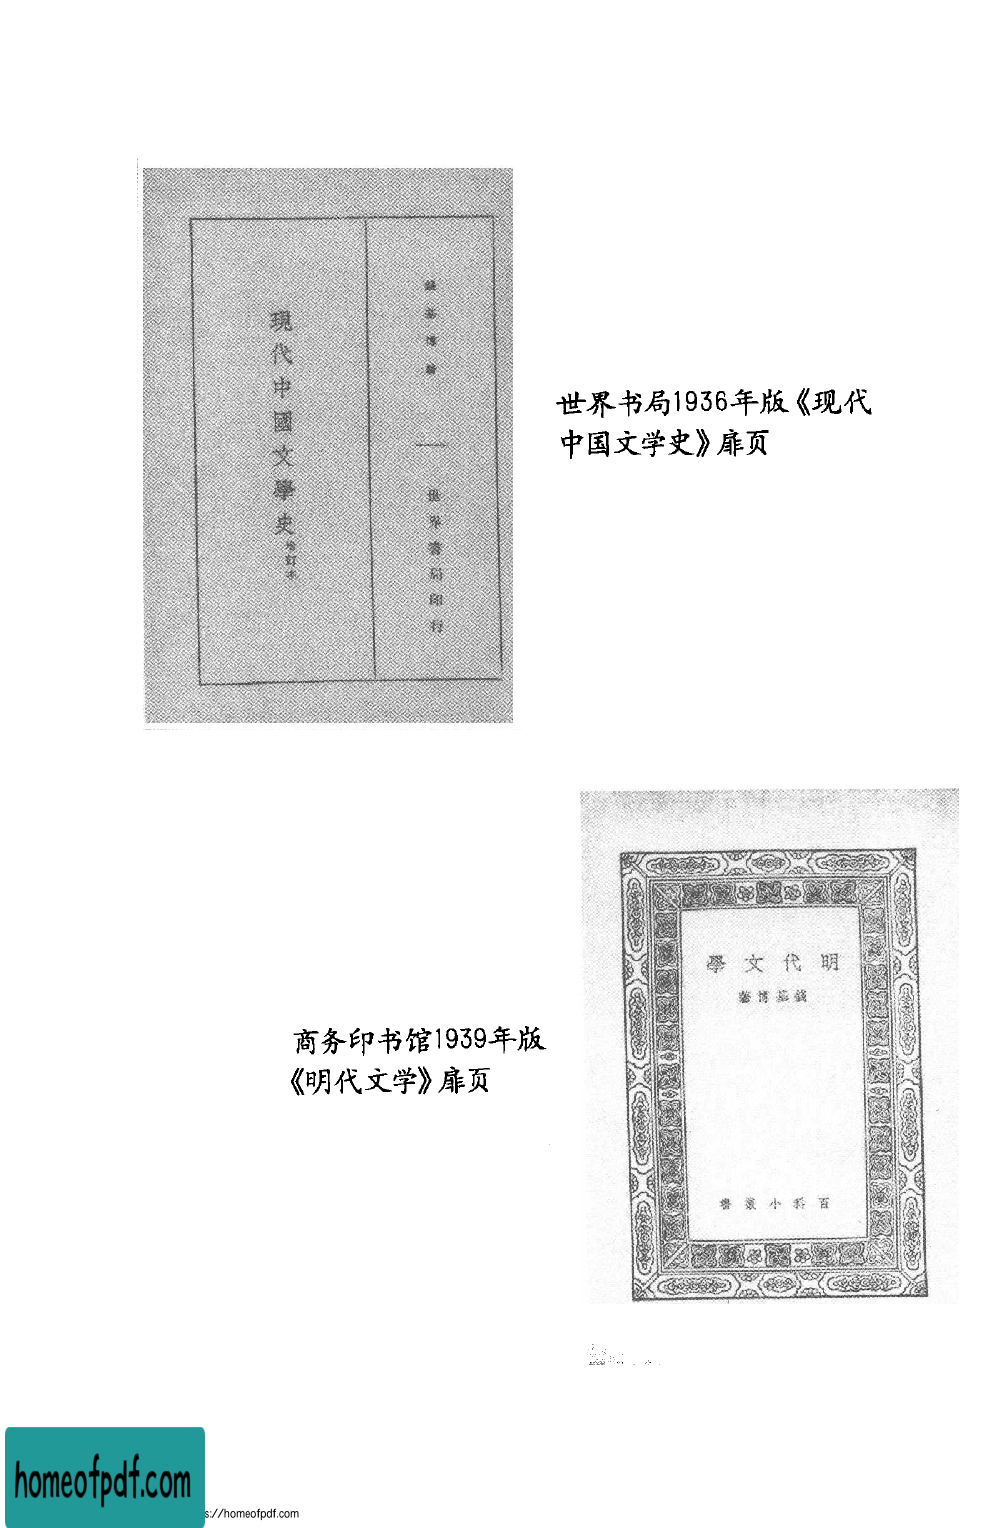 現代中國文學史
增訂本
錢基博著
世界書局印行
世界书局1936年版《现代
中国文学史》扉页
明代文學
錢基博著
百科小叢書
商务印书馆1939年版
《明代文学》扉页
homeofpdf.com
s://homeofpdf.com